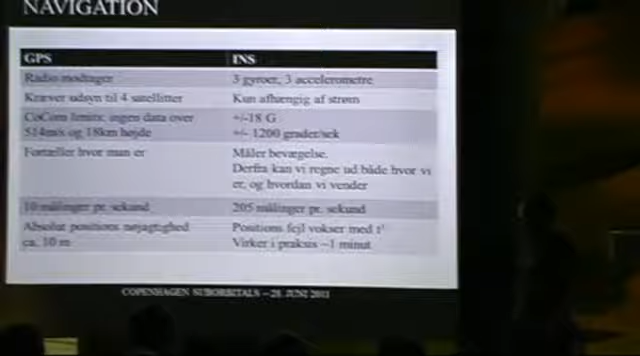 NAVIGATION
GPS INS
Radio modtager 3 gyroer, 3 accelerometre
Kræver udsyn til 4 satellitter Kun afhængig af strøm
CoCom limits: ingen data over +/-18 G
514m/s og 18km højde +/- 1200 grader/sek
Fortæller hvor man er Måler bevægelse.
Derfra kan vi regne ud både hvor vi
er, og hvordan vi vender
10 målinger pr. sekund 205 målinger pr. sekund
Absolut positions nøjagtighed Positions fejl vokser med
ca. 10 m Virker i praksis ~1 minut
COPENHAGEN SUBORBITALS – JUNI 2011